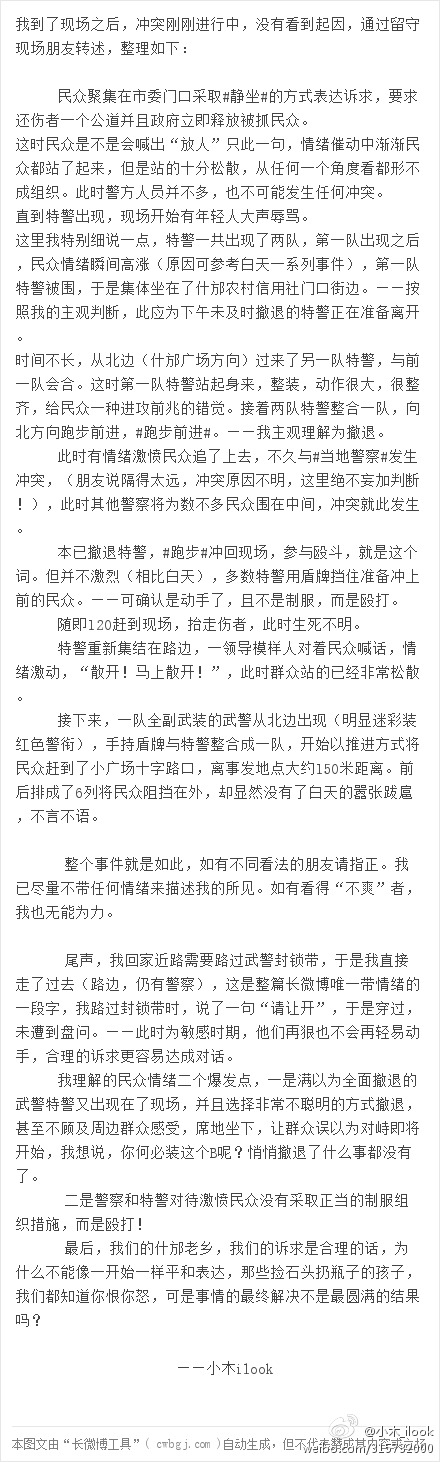 我到了现场之后，冲突刚刚进行中，没有看到起因，通过留守
现场朋友转述，整理如下：
民众聚集在市委门口采取#静坐#的方式表达诉求，要求
还伤者一个公道并且政府立即释放被抓民众。
这时民众是不是会喊出“放人”只此一句，情绪催动中渐渐民
众都站了起来，但是站的十分松散，从任何一个角度看都形不
成组织。此时警方人员并不多，也不可能发生任何冲突。
直到特警出现，现场开始有年轻人大声辱骂。
这里我特别细说一点，特警一共出现了两队，第一队出现之后
，民众情绪瞬间高涨（原因可参考白天一系列事件），第一队
特警被围，于是集体坐在了什邡农村信用社门口街边。——按
照我的主观判断，此应为下午未及时撤退的特警正在准备离开
。
时间不长，从北边（什邡广场方向）过来了另一队特警，与前
一队会合。这时第一队特警站起身来，整装，动作很大，很整
齐，给民众一种进攻前兆的错觉。接着两队特警整合一队，向
北方向跑步前进，#跑步前进#。——我主观理解为撤退。
此时有情绪激愤民众追了上去，不久与#当地警察#发生
冲突，（朋友说隔得太远，冲突原因不明，这里绝不妄加判断
！），此时其他警察将为数不多民众围在中间，冲突就此发生
。
本已撤退特警，#跑步#冲回现场，参与殴斗，就是这个
词。但并不激烈（相比白天），多数特警用盾牌挡住准备冲上
前的民众。——可确认是动手了，且不是制服，而是殴打。
随即120赶到现场，抬走伤者，此时生死不明。
特警重新集结在路边，一领导模样人对着民众喊话，情
绪激动，“散开！马上散开！”，此时群众站的已经非常松散
。
接下来，一队全副武装的武警从北边出现（明显迷彩装
红色警衔），手持盾牌与特警整合成一队，开始以推进方式将
民众赶到了小广场十字路口，离事发地点大约150米距离。前
后排成了6列将民众阻挡在外，却显然没有了白天的嚣张跋扈
，不言不语。
整个事件就是如此，如有不同看法的朋友请指正。我
已尽量不带任何情绪来描述我的所见。如有看得“不爽”者，
我也无能为力。
尾声，我回家近路需要路过武警封锁带，于是我直接
走了过去（路边，仍有警察），这是整篇长微博唯一带情绪的
一段字，我路过封锁带时，说了一句“请让开”，于是穿过，
未遭到盘问。——此时为敏感时期，他们再狠也不会再轻易动
手，合理的诉求更容易达成对话。
我理解的民众情绪二个爆发点，一是满以为全面撤退的
武警特警又出现在了现场，并且选择非常不聪明的方式撤退，
甚至不顾及周边群众感受，席地坐下，让群众误以为对峙即将
开始，我想说，你何必装这个B呢？悄悄撤退了什么事都没有
了。
二是警察和特警对待激愤民众没有采取正当的制服组
织措施，而是殴打！
最后，我们的什邡老乡，我们的诉求是合理的话，为
什么不能像一开始一样平和表达，那些捡石头扔瓶子的孩子，
我们都知道你恨你怒，可是事情的最终解决不是最圆满的结果
吗？
——小木ilook
@小木_ilook
本图文由“长微博工具”( cwbgj.com )自动生成，但不代表赞成其内容或立场
weibo.com/315792000